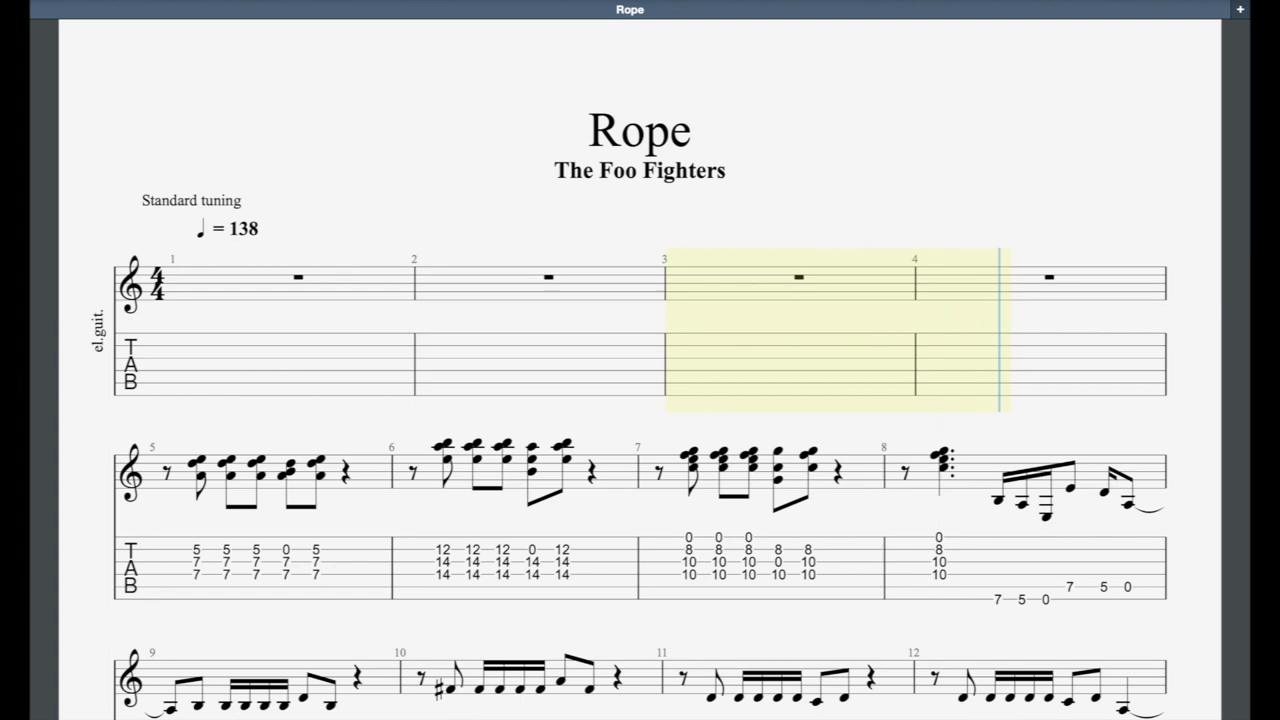 Rope +
Rope
The Foo Fighters
Standard tuning
♩ = 138
1 2 3 4
4
4
el.guit.
T
A
B
5 6 7 8
0 0 0 0
5 5 5 0 5 12 12 12 0 12 8 8 8 8 8 8
7 7 7 7 7 14 14 14 14 14 10 10 10 0 10 10
7 7 7 7 7 14 14 14 14 14 10 10 10 10 10 10
7 5 0
7 5 0
T
A
B
9 10 11 12